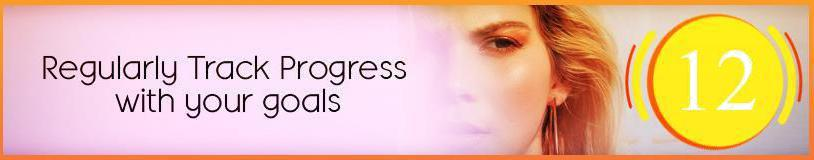 Regularly Track Progress
with your goals
12